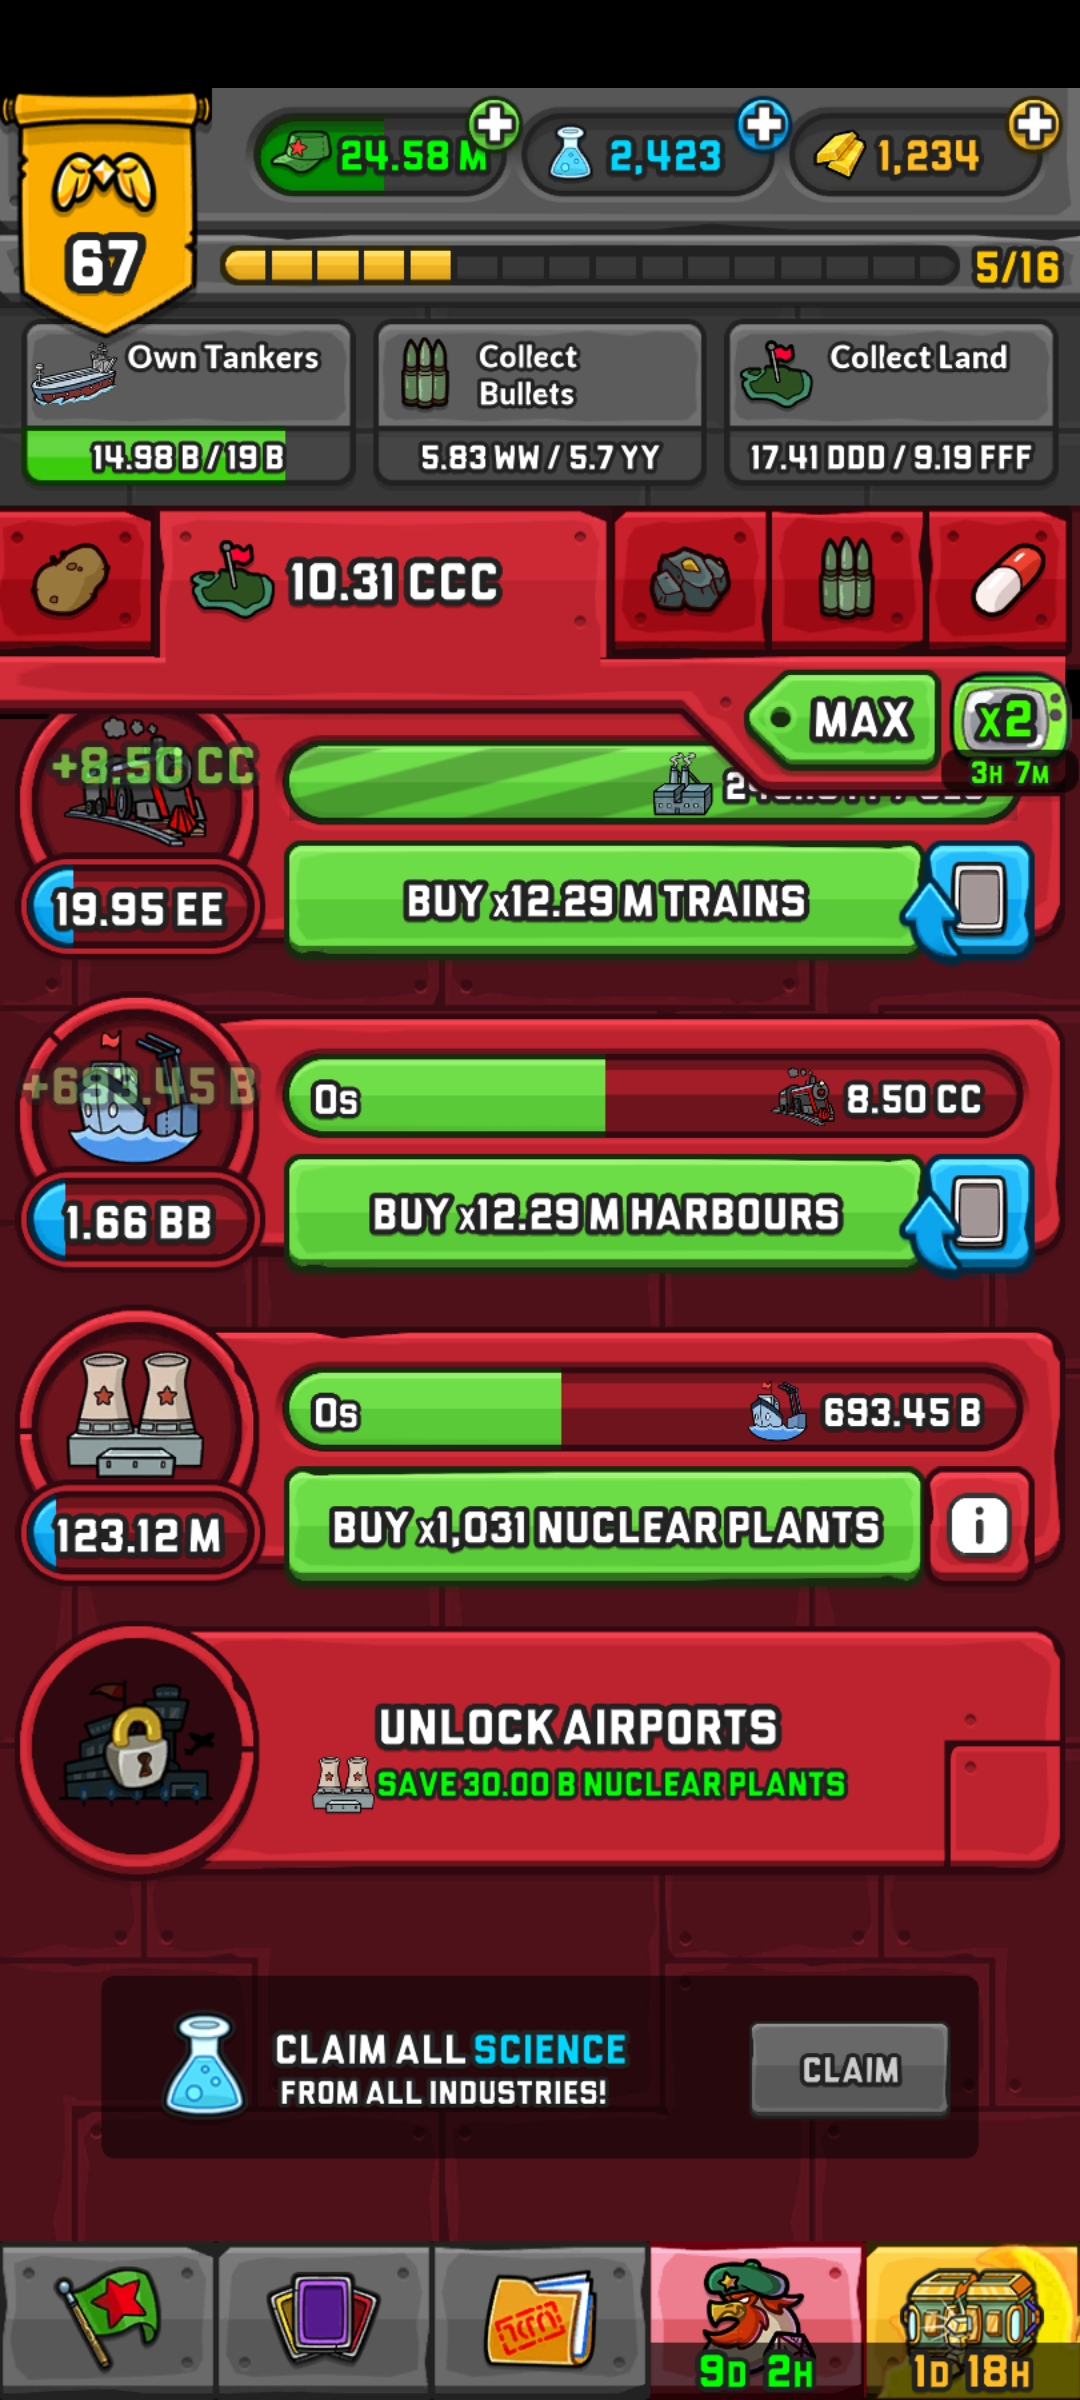 24.58 M
2,423
1,234
67
5/16
Own Tankers
14.98 B / 19 B
Collect
Bullets
5.83 WW / 5.7 YY
Collect Land
17.41 DDD / 9.19 FFF
10.31 CCC
MAX
x2
3H 7M
+8.50 CC
19.95 EE
BUY x12.29 M TRAINS
+693.45 B
1.66 BB
0s
8.50 CC
BUY x12.29 M HARBOURS
123.12 M
0s
693.45 B
BUY x1,031 NUCLEAR PLANTS
i
UNLOCK AIRPORTS
SAVE 30.00 B NUCLEAR PLANTS
CLAIM ALL SCIENCE
FROM ALL INDUSTRIES!
CLAIM
9D 2H
1D 18H